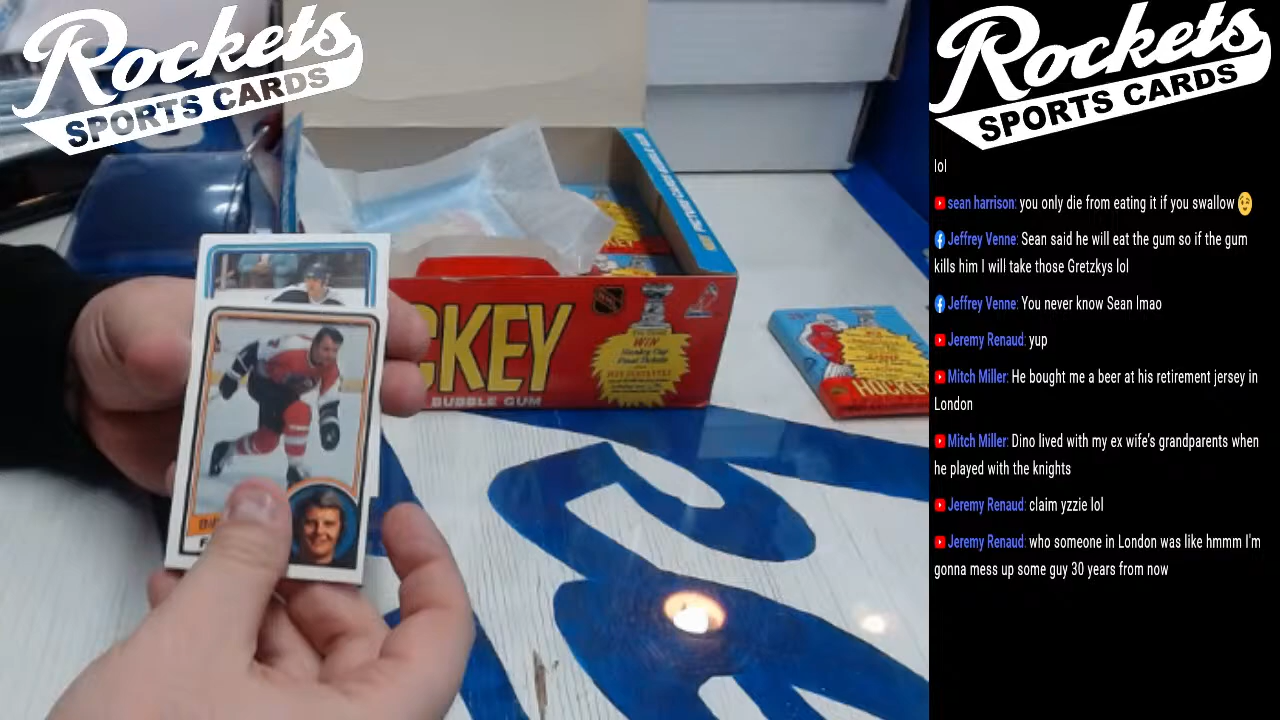 Rockets
SPORTS CARDS
Rockets
SPORTS CARDS
lol
sean harrison: you only die from eating it if you swallow 😉
Jeffrey Venne: Sean said he will eat the gum so if the gum
kills him I will take those Gretzkys lol
Jeffrey Venne: You never know Sean lmao
Jeremy Renaud: yup
Mitch Miller: He bought me a beer at his retirement jersey in
London
Mitch Miller: Dino lived with my ex wife's grandparents when
he played with the knights
Jeremy Renaud: claim yzzie lol
Jeremy Renaud: who someone in London was like hmmm I'm
gonna mess up some guy 30 years from now
CKEY
BUBBLE GUM
NHL
WIN
Stanley Cup
HOCKEY